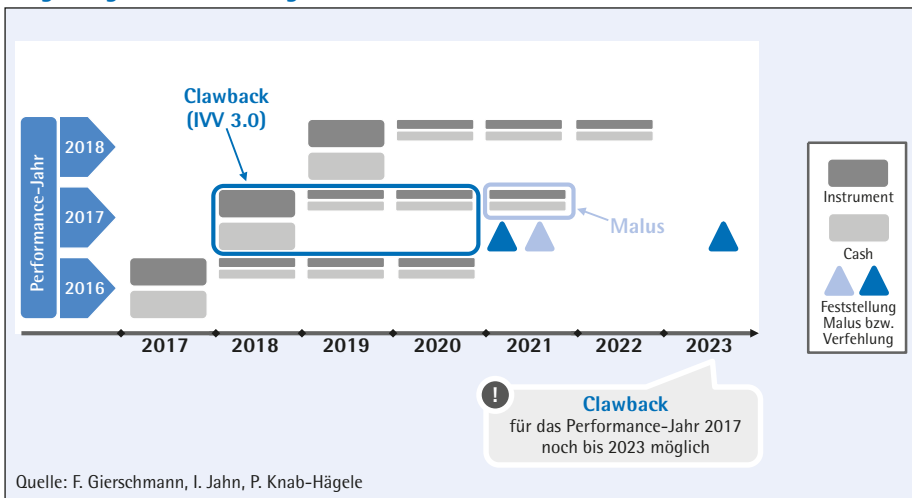 Clawback
(IVV 3.0)
Performance-Jahr
2018
2017
2016
Malus
Instrument
Cash
Feststellung
Malus bzw.
Verfehlung
2017
2018
2019
2020
2021
2022
2023
!
Clawback
für das Performance-Jahr 2017
noch bis 2023 möglich
Quelle: F. Gierschmann, I. Jahn, P. Knab-Hägele